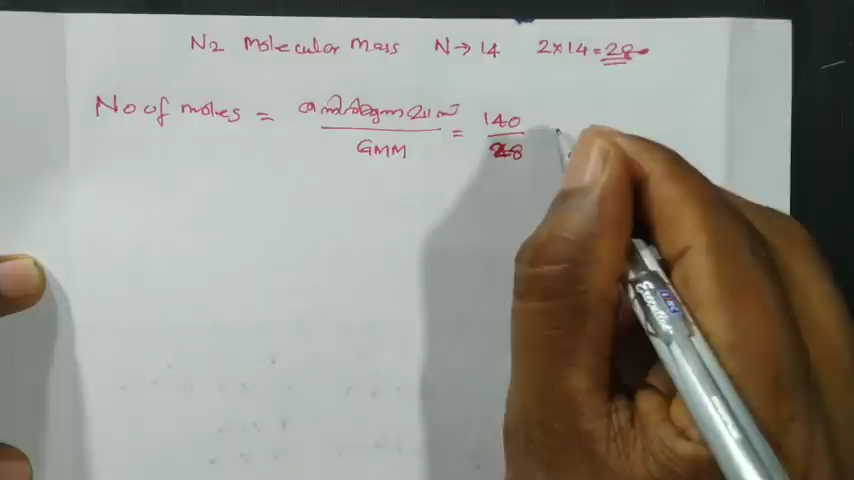 N2 Molecular Mass N→14 2×14=28
No of moles = = 140
GMM 28